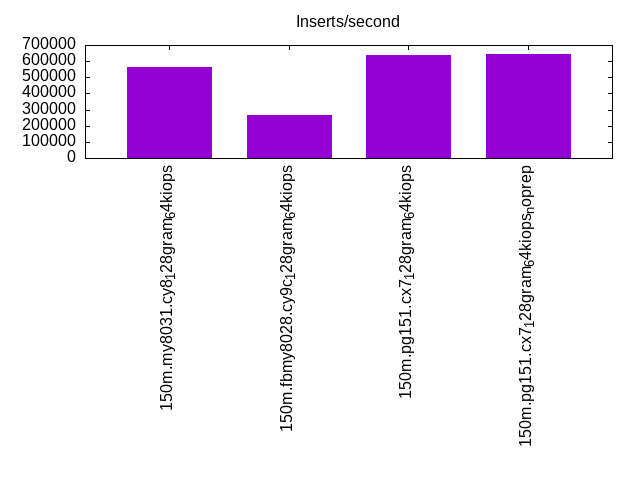 Inserts/second
700000
600000
500000
400000
300000
200000
100000
0
150m.my8031.cy8₁28gram₆4kiops
150m.fbmy8028.cy9c₁28gram₆4kiops
150m.pg151.cx7₁28gram₆4kiops
150m.pg151.cx7₁28gram₆4kiopsₙoprep